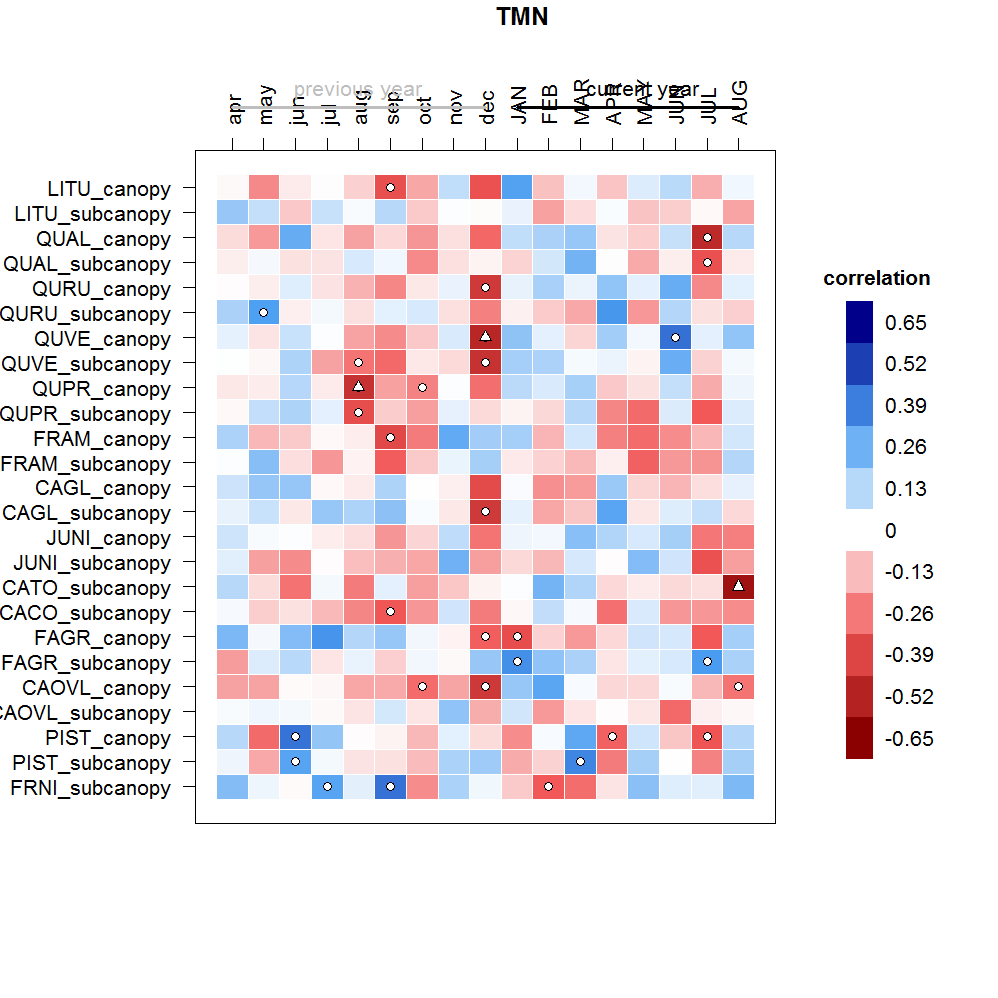 TMN
previous year
current year
apr may jun jul aug sep oct nov dec JAN FEB MAR APR MAY JUN JUL AUG
LITU_canopy
LITU_subcanopy
QUAL_canopy
QUAL_subcanopy
QURU_canopy
QURU_subcanopy
QUVE_canopy
QUVE_subcanopy
QUPR_canopy
QUPR_subcanopy
FRAM_canopy
FRAM_subcanopy
CAGL_canopy
CAGL_subcanopy
JUNI_canopy
JUNI_subcanopy
CATO_subcanopy
CACO_subcanopy
FAGR_canopy
FAGR_subcanopy
CAOVL_canopy
CAOVL_subcanopy
PIST_canopy
PIST_subcanopy
FRNI_subcanopy
correlation
0.65
0.52
0.39
0.26
0.13
0
-0.13
-0.26
-0.39
-0.52
-0.65